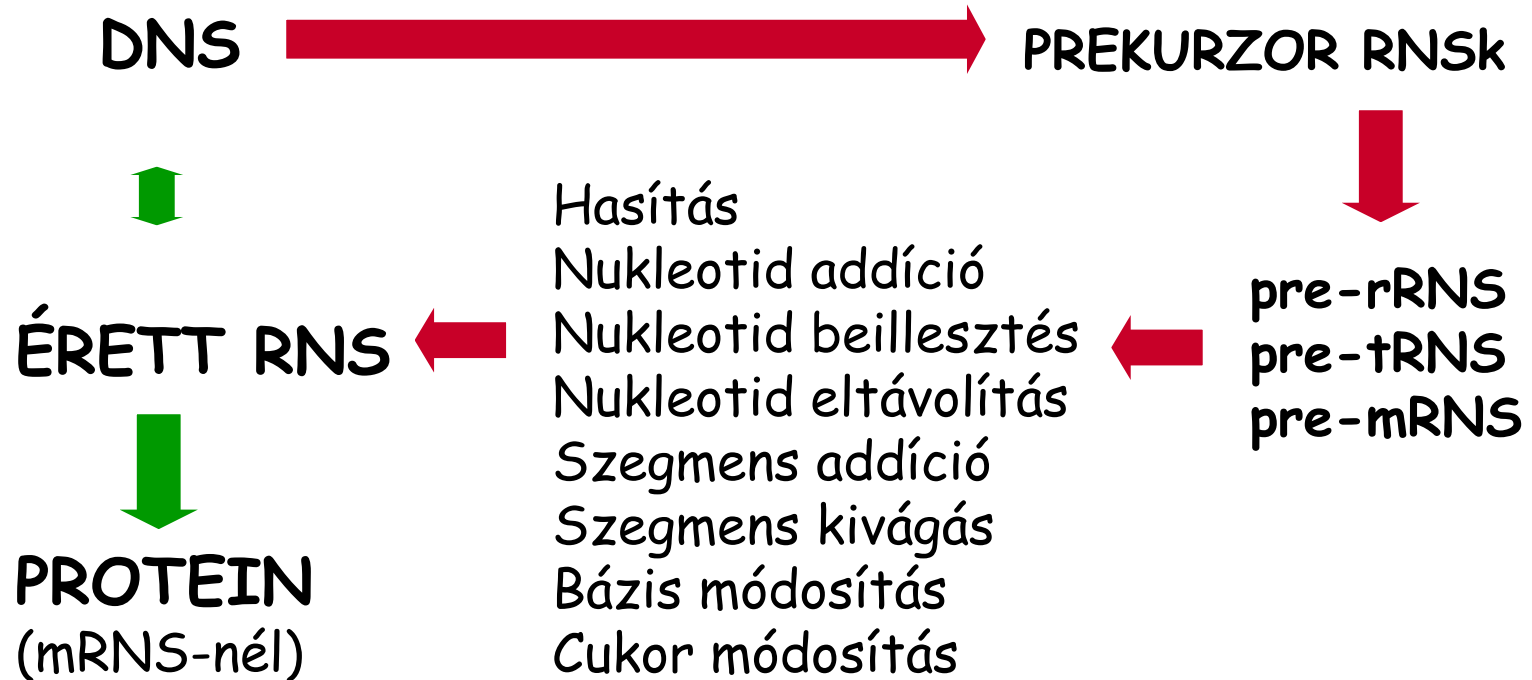 DNS
PREKURZOR RNSk
Hasítás
Nukleotid addíció
Nukleotid beillesztés
Nukleotid eltávolítás
Szegmens addíció
Szegmens kivágás
Bázis módosítás
Cukor módosítás
pre-rRNS
pre-tRNS
pre-mRNS
ÉRETT RNS
PROTEIN
(mRNS-nél)